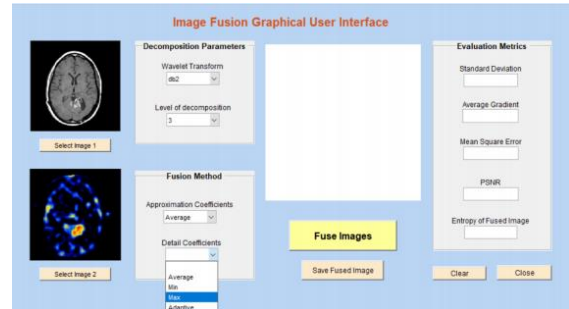 Image Fusion Graphical User Interface
Decomposition Parameters
Wavelet Transform
db2
Level of decomposition
3
Select Image 1
Fusion Method
Approximation Coefficients
Average
Detail Coefficients
Average
Min
Max
Adaptive
Select Image 2
Fuse Images
Save Fused Image
Evaluation Metrics
Standard Deviation
Average Gradient
Mean Square Error
PSNR
Entropy of Fused Image
Clear
Close